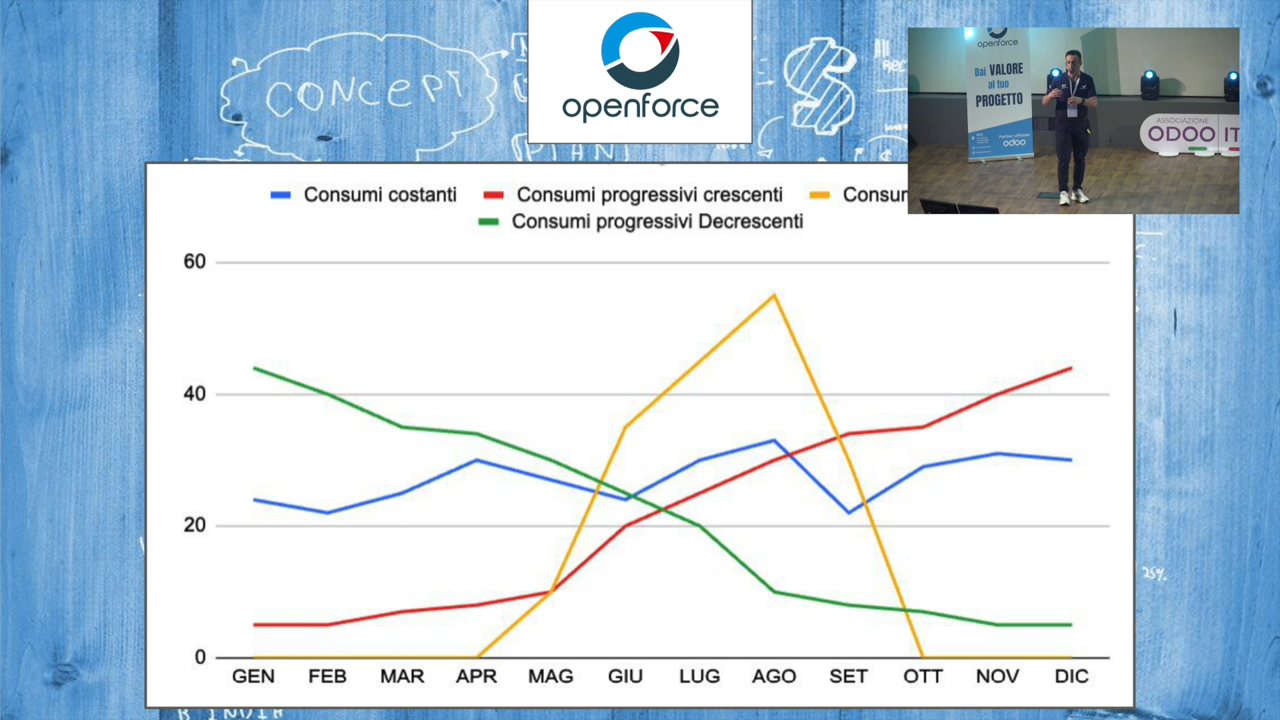 CONCEPT
openforce
openforce
Dai VALORE
al tuo
PROGETTO
odoo
ASSOCIAZIONE
ODOO IT
Consumi costanti
Consumi progressivi crescenti
Consumi progressivi Decrescenti
60
40
20
0
GEN FEB MAR APR MAG GIU LUG AGO SET OTT NOV DIC
25%